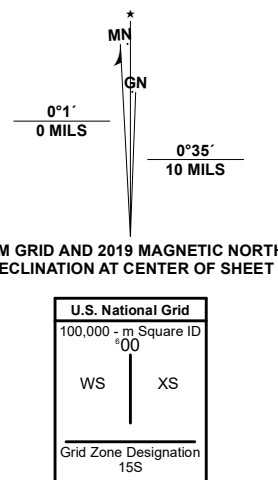 ★
MN
GN
0°1´
0 MILS
0°35´
10 MILS
M GRID AND 2019 MAGNETIC NORTH
ECLINATION AT CENTER OF SHEET
U.S. National Grid
100,000 - m Square ID
⁶00
WS XS
Grid Zone Designation
15S